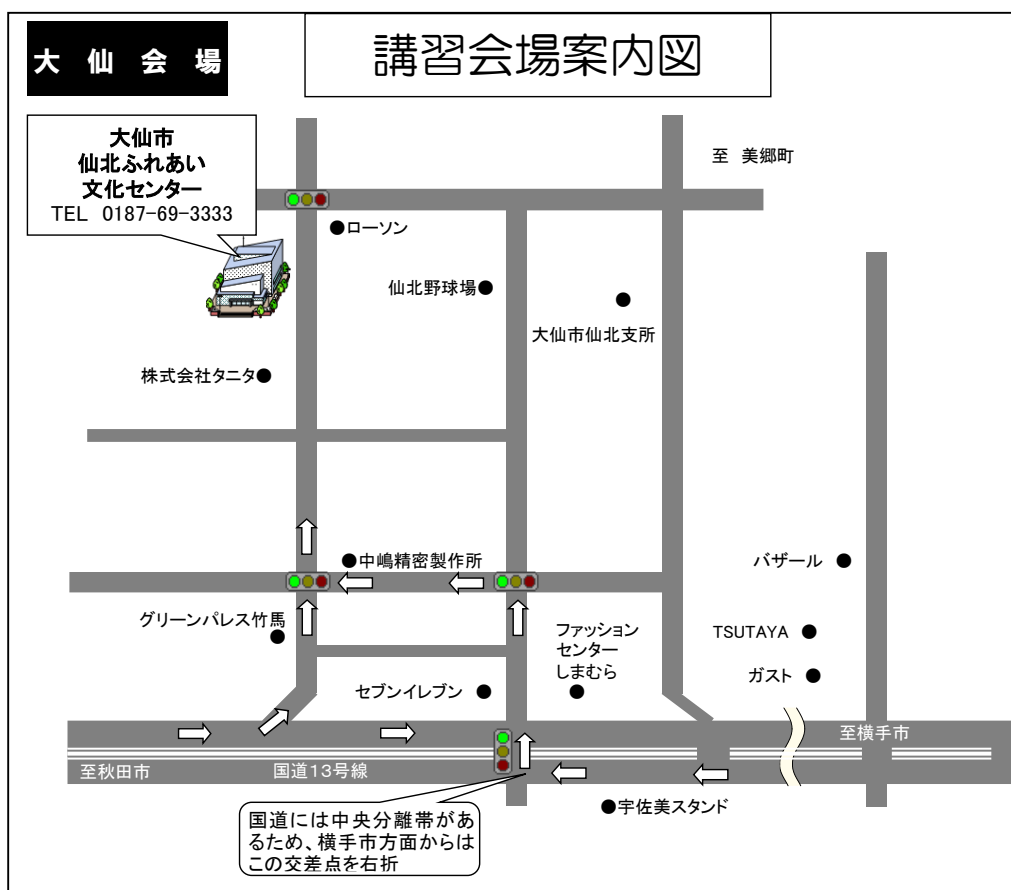 大仙会場
講習会場案内図
大仙市
仙北ふれあい
文化センター
TEL 0187-69-3333
至 美郷町
●ローソン
仙北野球場●
大仙市仙北支所
株式会社タニタ●
●中嶋精密製作所
バザール ●
グリーンパレス竹馬
ファッション
センター
しまむら
TSUTAYA ●
ガスト ●
セブンイレブン ●
至横手市
至秋田市
国道13号線
●宇佐美スタンド
国道には中央分離帯があ
るため、横手市方面からは
この交差点を右折